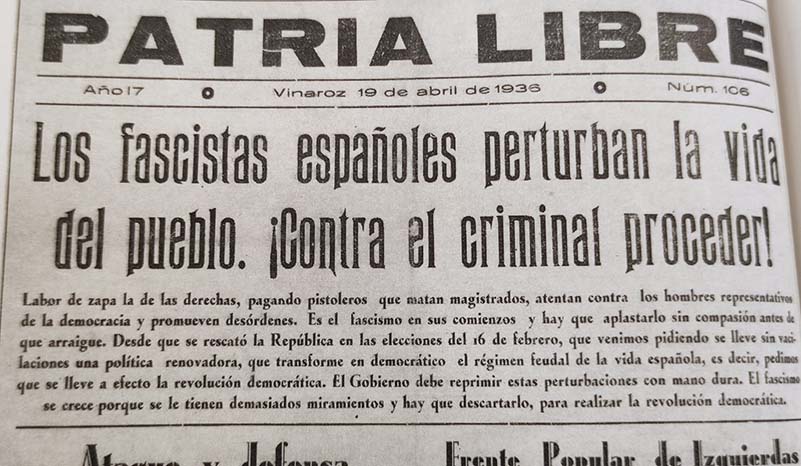 PATRIA LIBRE
Año I7 Vinaroz 19 de abril de 1936 Núm. 106
Los fascistas españoles perturban la vida
del pueblo. ¡Contra el criminal proceder!
Labor de zapa la de las derechas, pagando pistoleros que matan magistrados, atentan contra los hombres representativos
de la democracia y promueven desórdenes. Es el fascismo en sus comienzos y hay que aplastarlo sin compasión antes de
que arraigue. Desde que se rescató la República en las elecciones del 16 de febrero, que venimos pidiendo se lleve sin vaci-
laciones una política renovadora, que transforme en democrático el régimen feudal de la vida española, es decir, pedimos
que se lleve a efecto la revolución democrática. El Gobierno debe reprimir estas perturbaciones con mano dura. El fascismo
se crece porque se le tienen demasiados miramientos y hay que descartarlo, para realizar la revolución democrática.
Ataque y defensa Frente Popular de Izquierdas